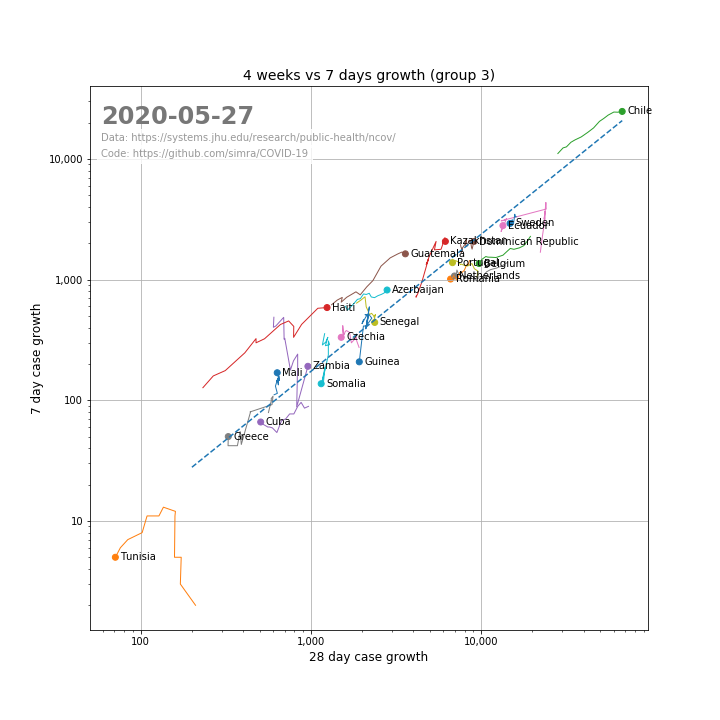 4 weeks vs 7 days growth (group 3)
2020-05-27
Data: https://systems.jhu.edu/research/public-health/ncov/
Code: https://github.com/simra/COVID-19
Chile
10,000
Sweden
Ecuador
Kazakhstan
Dominican Republic
Guatemala
Portugal
Belgium
Netherlands
Romania
1,000
Azerbaijan
Haiti
Senegal
Czechia
Guinea
Zambia
Mali
Somalia
100
Cuba
Greece
10
Tunisia
7 day case growth
100
1,000
10,000
28 day case growth